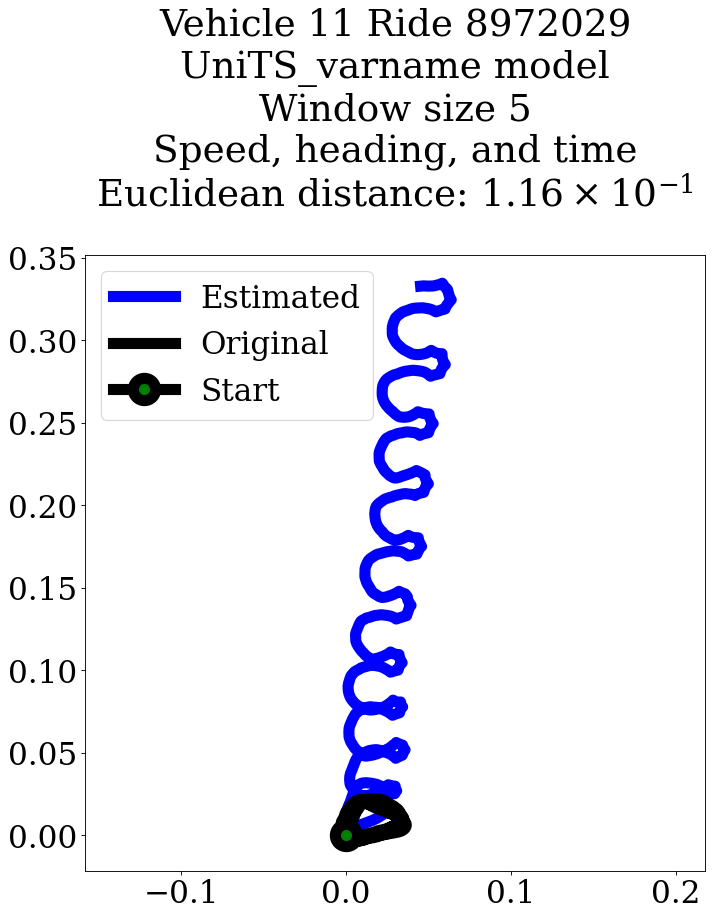 Vehicle 11 Ride 8972029
UniTS_varname model
Window size 5
Speed, heading, and time
Euclidean distance: 1.16 × 10⁻¹
0.35
0.30
0.25
0.20
0.15
0.10
0.05
0.00
Estimated
Original
Start
−0.1
0.0
0.1
0.2